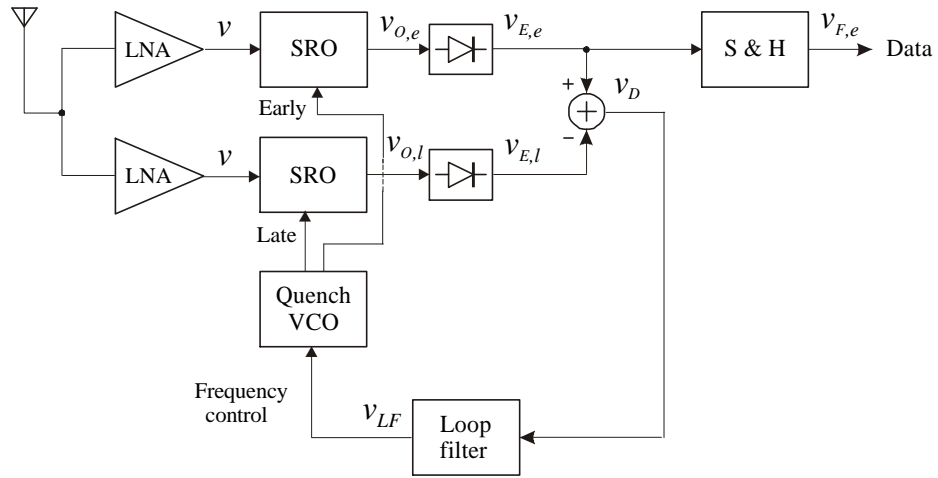 LNA
v
SRO
v_{O,e}
v_{E,e}
S & H
v_{F,e}
Data
Early
+
v_D
+
−
LNA
v
SRO
v_{O,l}
v_{E,l}
Late
Quench
VCO
Frequency
control
v_{LF}
Loop
filter